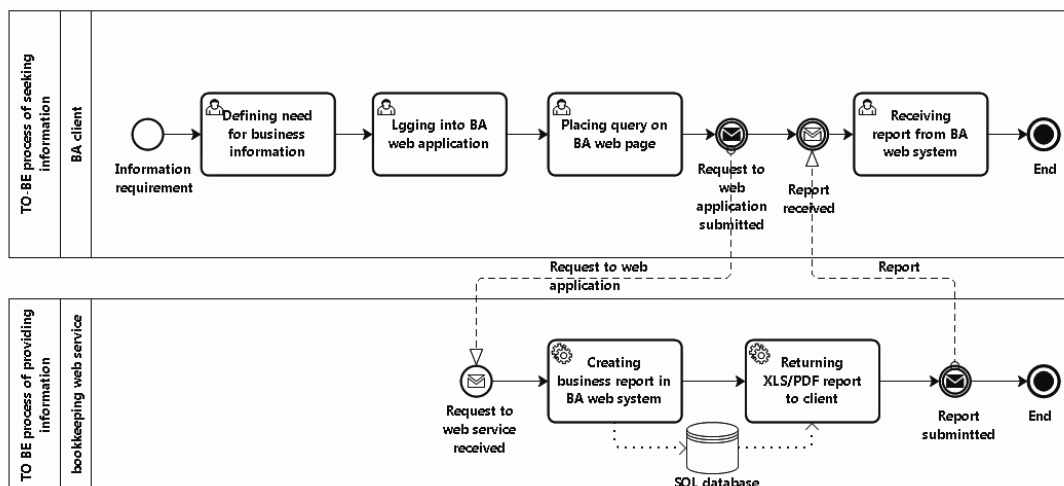 TO-BE process of seeking
information
BA client
Information
requirement
Defining need
for business
information
Lgging into BA
web application
Placing query on
BA web page
Request to
web
application
submitted
Report
received
Receiving
report from BA
web system
End
Request to web
application
Report
TO BE process of providing
information
bookkeeping web service
Request to
web service
received
Creating
business report in
BA web system
Returning
XLS/PDF report
to client
Report
submintted
End
SQL database